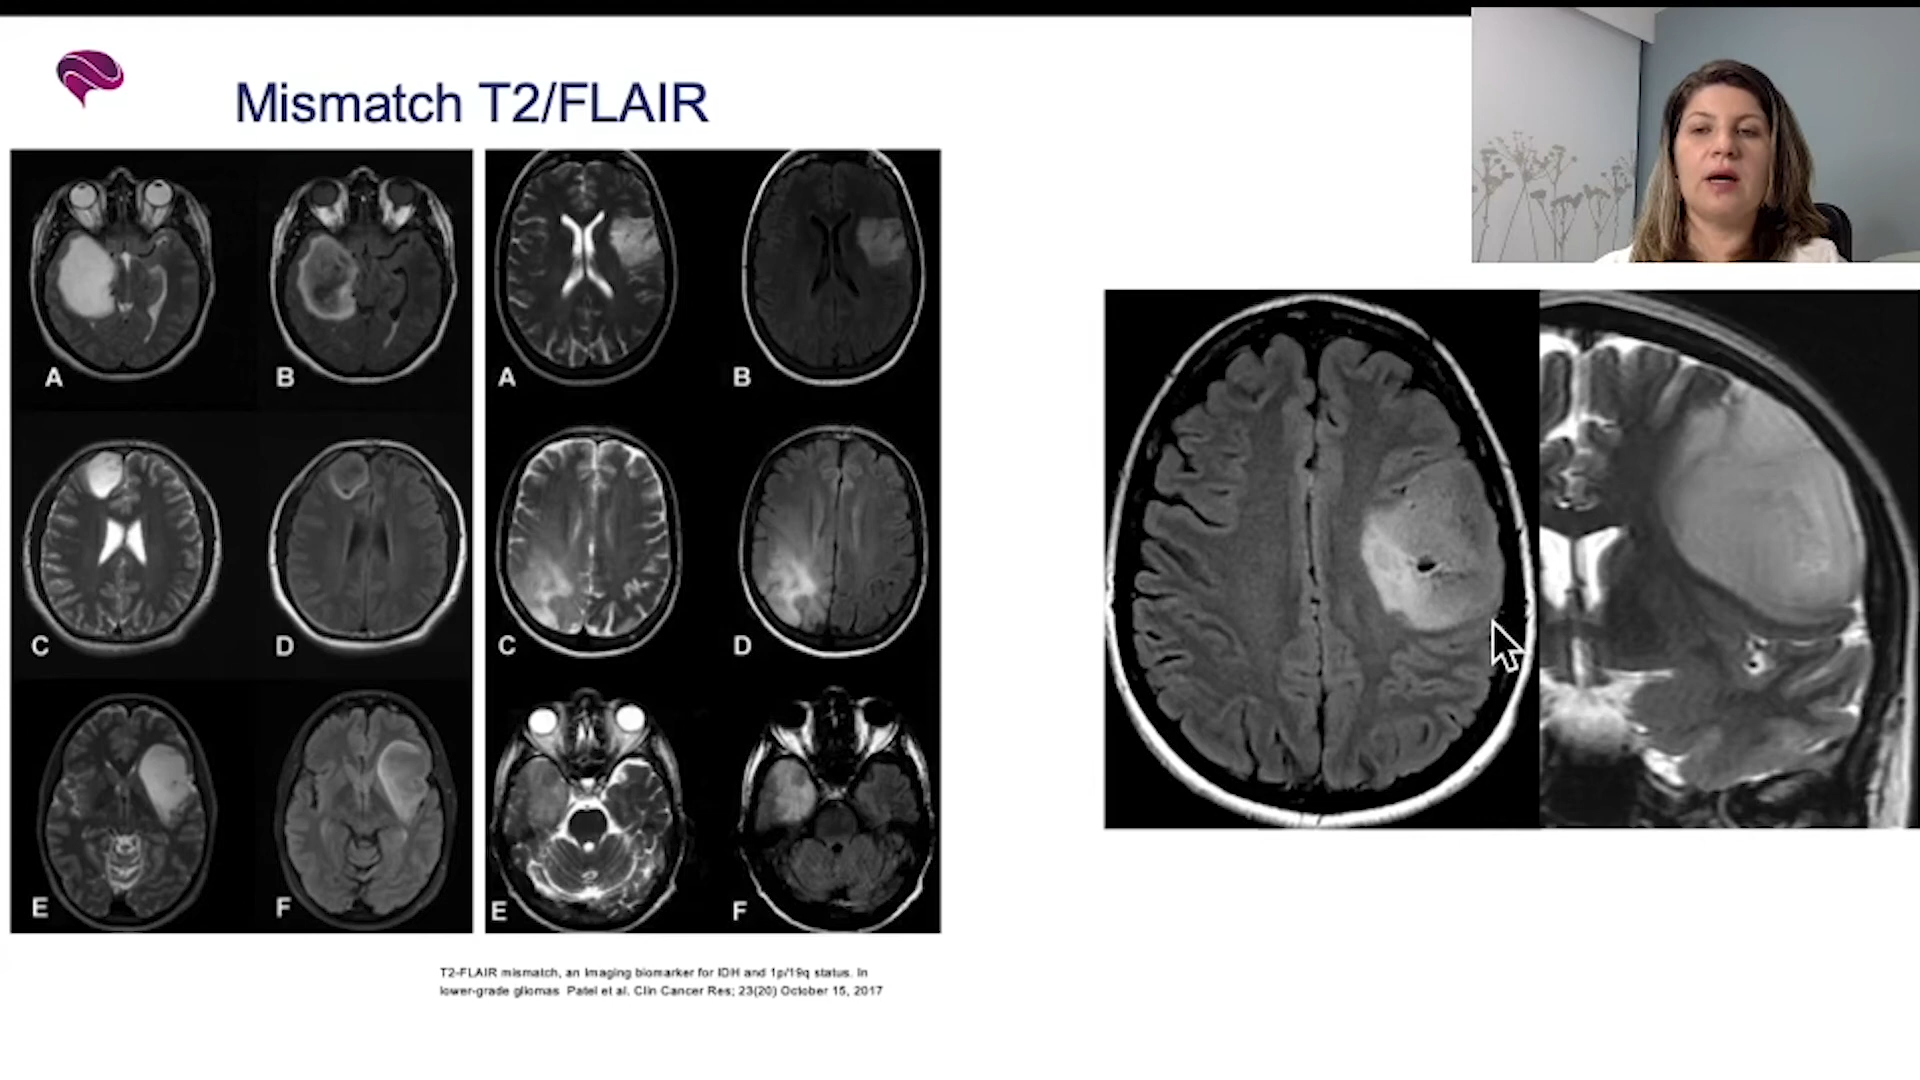 Mismatch T2/FLAIR
A
B
A
B
C
D
C
D
E
F
E
F
T2-FLAIR mismatch, an imaging biomarker for IDH and 1p/19q status. In
lower-grade gliomas Patel et al. Clin Cancer Res; 23(20) October 15, 2017